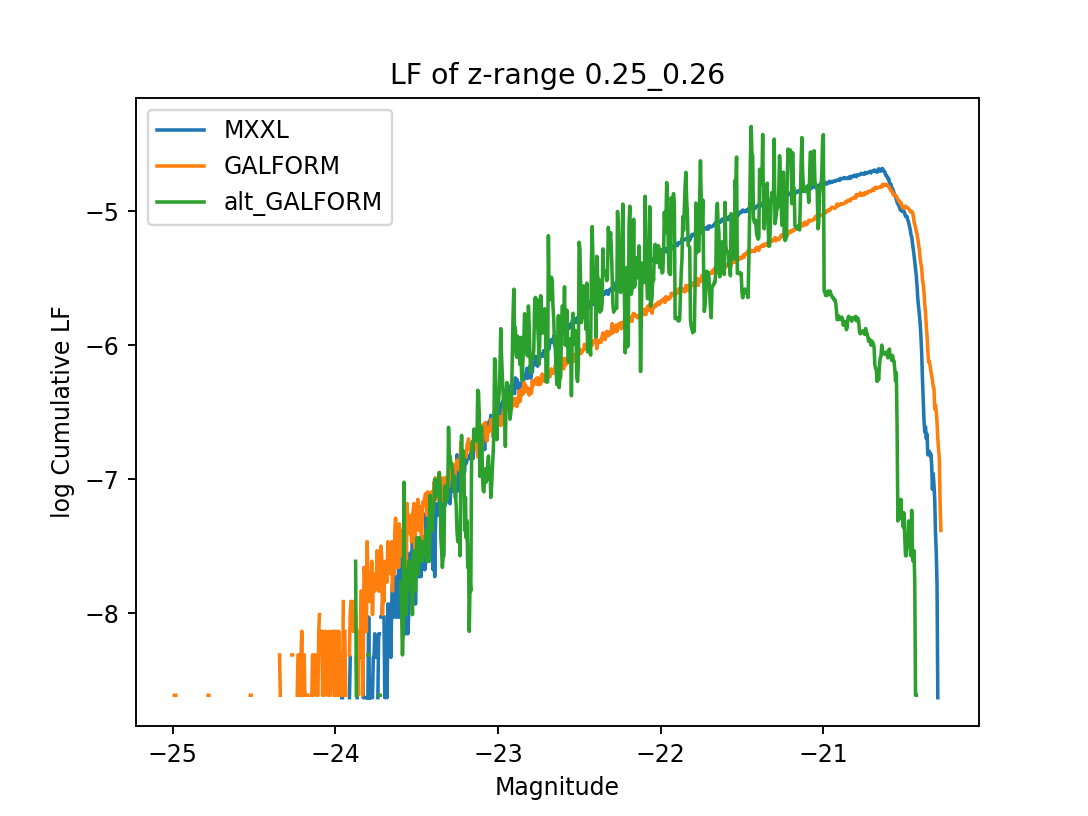 LF of z-range 0.25_0.26
MXXL
GALFORM
alt_GALFORM
log Cumulative LF
−5
−6
−7
−8
−25
−24
−23
−22
−21
Magnitude